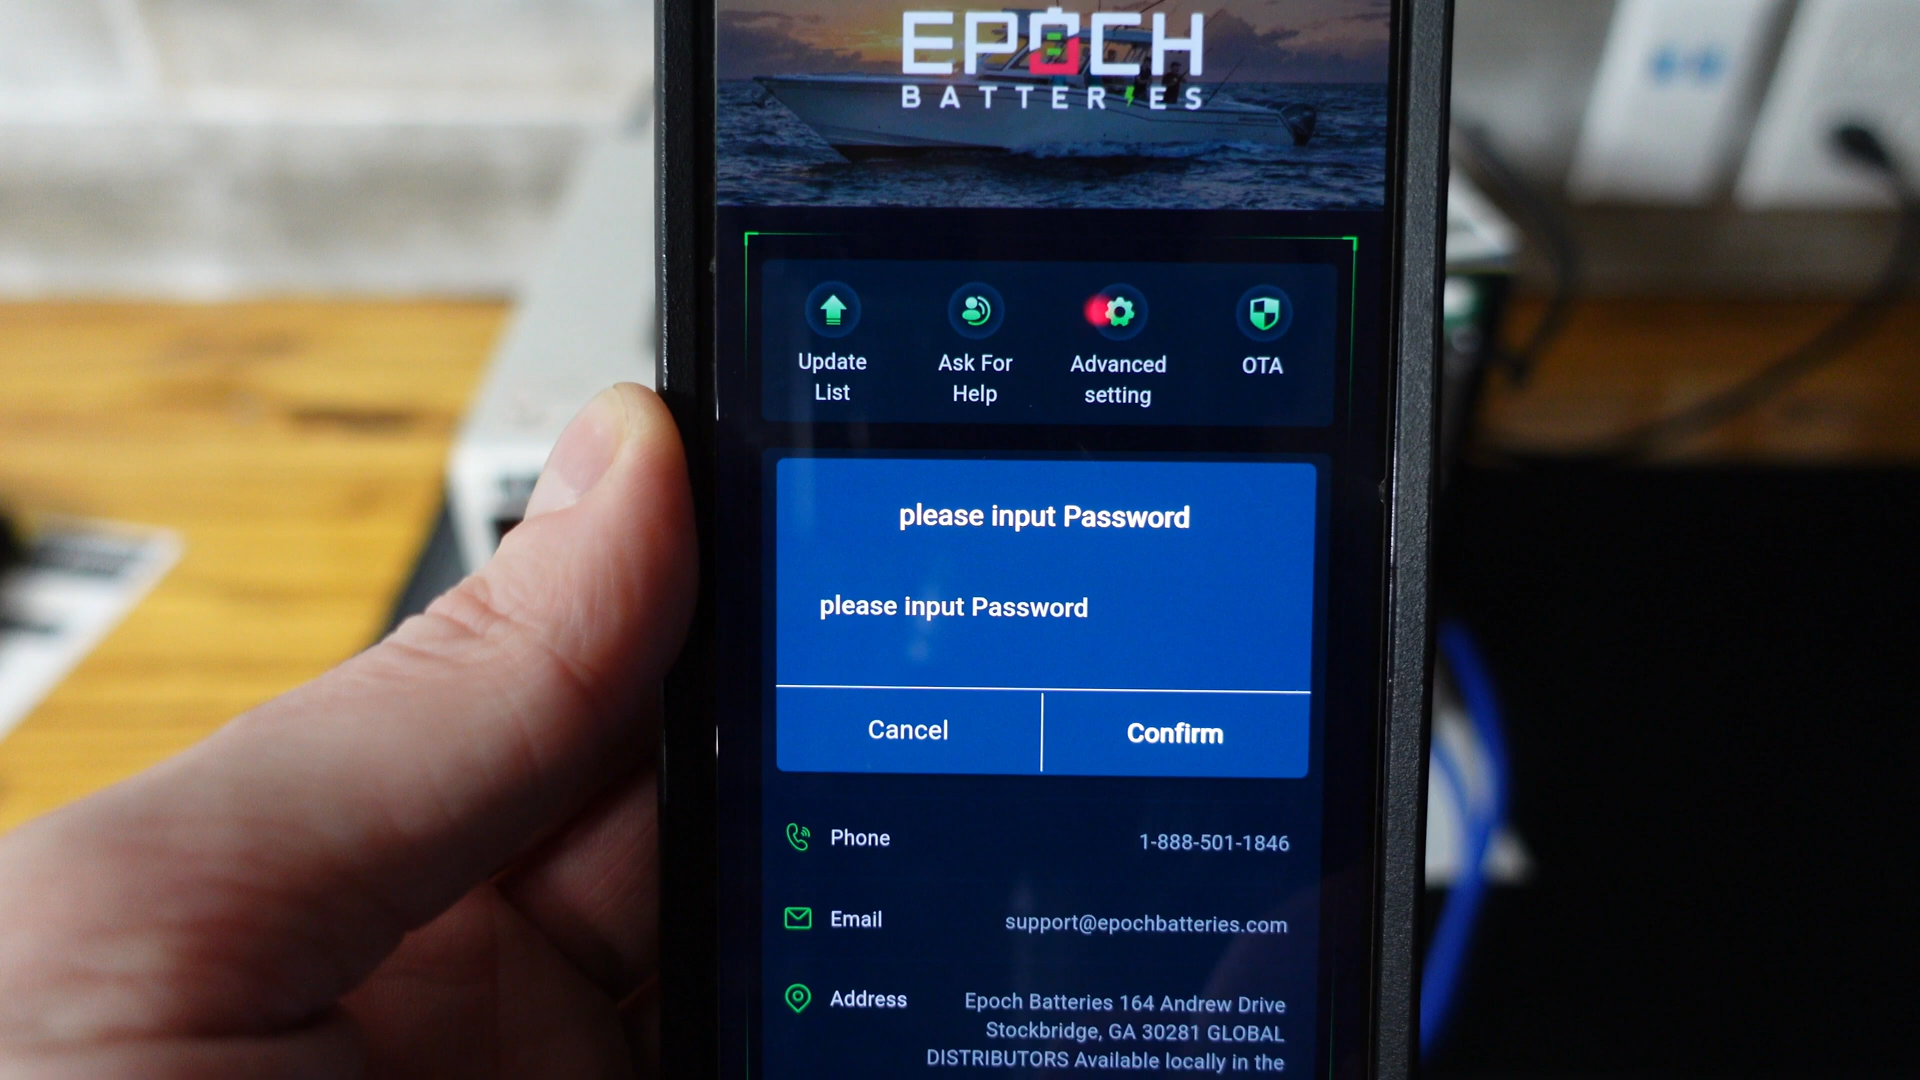 EPOCH
BATTERIES
Update
List
Ask For
Help
Advanced
setting
OTA
please input Password
please input Password
Cancel
Confirm
Phone
1-888-501-1846
Email
support@epochbatteries.com
Address
Epoch Batteries 164 Andrew Drive
Stockbridge, GA 30281 GLOBAL
DISTRIBUTORS Available locally in the